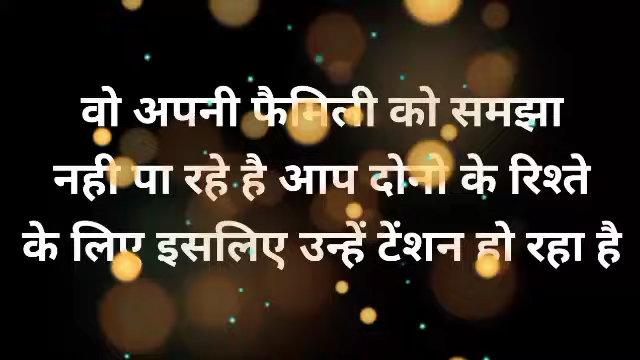 वो अपनी फैमिली को समझा
नही पा रहे है आप दोनो के रिश्ते
के लिए इसलिए उन्हें टेंशन हो रहा है